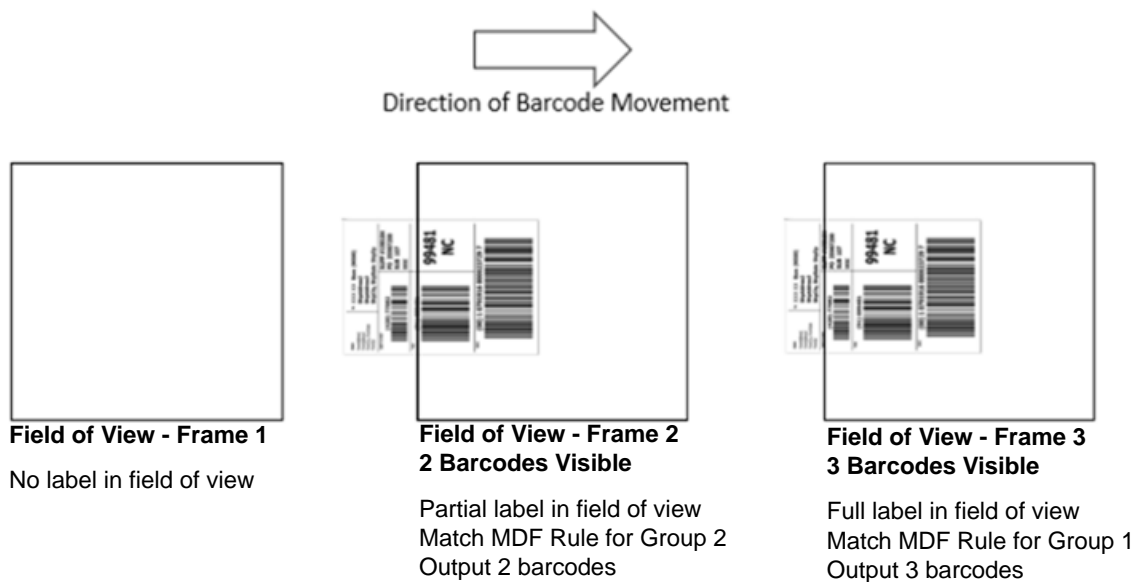 Direction of Barcode Movement
99481
NC
99481
NC
Field of View - Frame 1
No label in field of view
Field of View - Frame 2
2 Barcodes Visible
Partial label in field of view
Match MDF Rule for Group 2
Output 2 barcodes
Field of View - Frame 3
3 Barcodes Visible
Full label in field of view
Match MDF Rule for Group 1
Output 3 barcodes